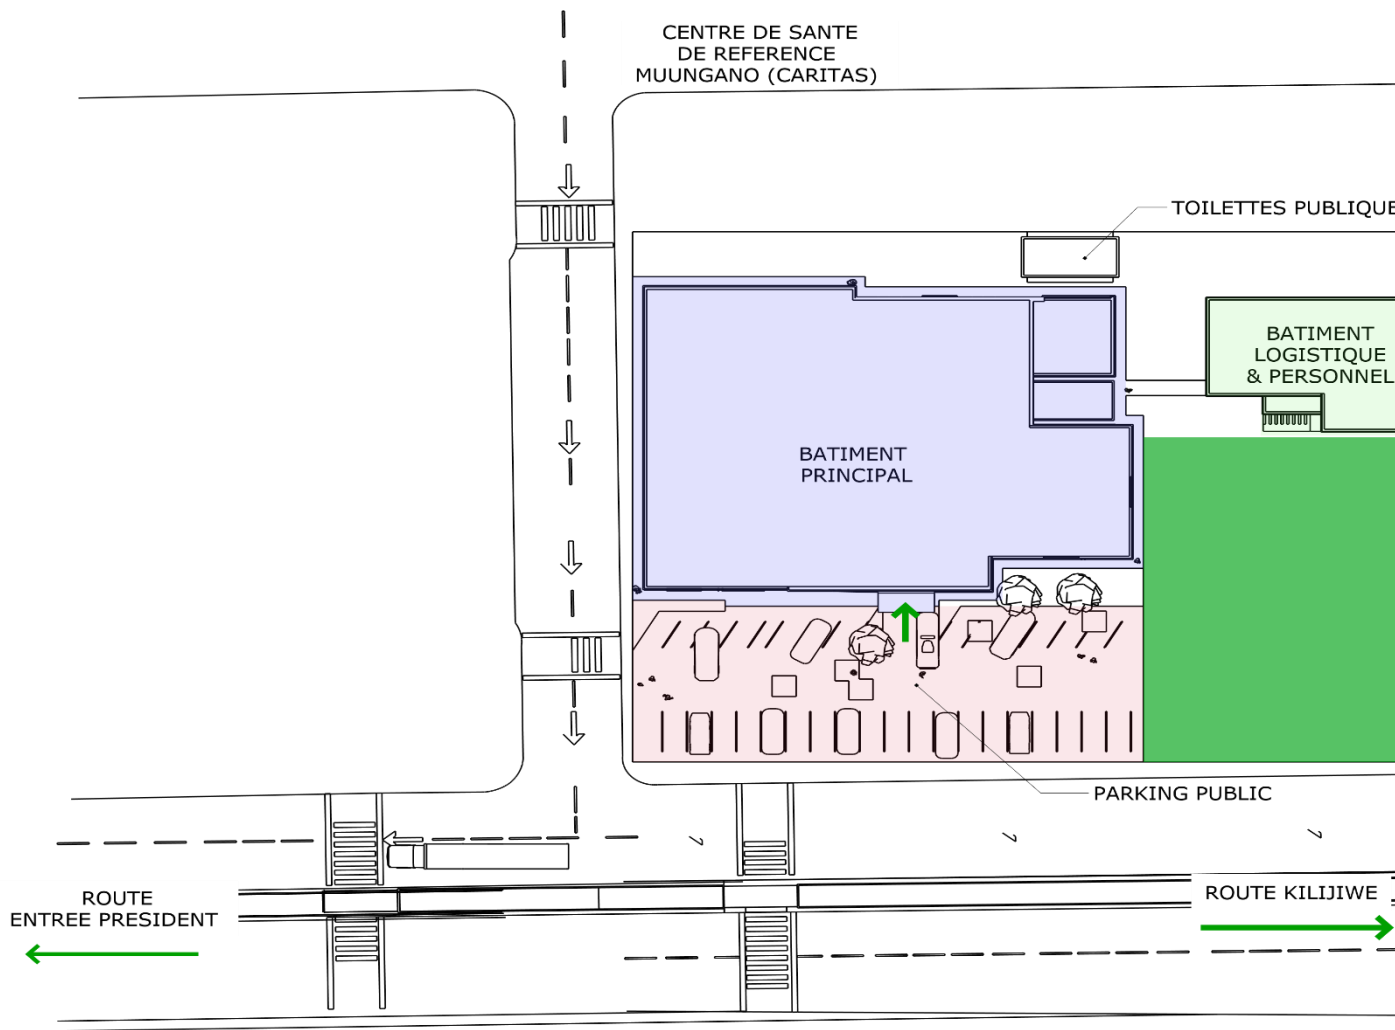 CENTRE DE SANTE
DE REFERENCE
MUUNGANO (CARITAS)
TOILETTES PUBLIQUE
BATIMENT
LOGISTIQUE
& PERSONNEL
BATIMENT
PRINCIPAL
PARKING PUBLIC
ROUTE
ENTREE PRESIDENT
ROUTE KILIJIWE